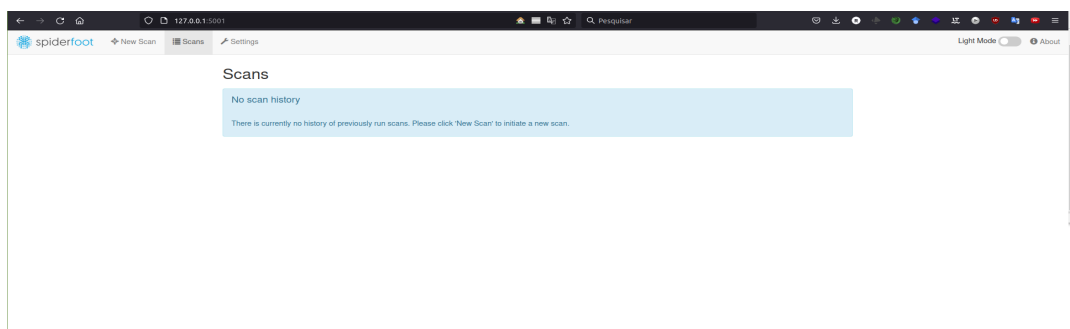 127.0.0.1:5001
Pesquisar
spiderfoot New Scan Scans Settings Light Mode About
Scans
No scan history
There is currently no history of previously run scans. Please click 'New Scan' to initiate a new scan.